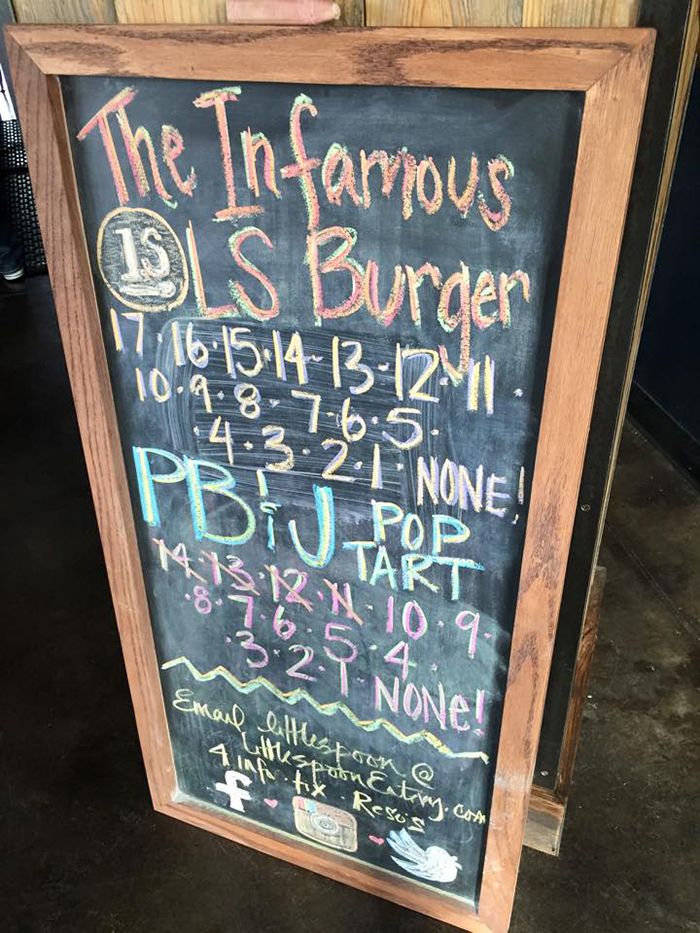 The Infamous
LS
LS Burger
17 · 16 · 15 · 14 · 13 · 12 · 11 ·
10 · 9 · 8 · 7 · 6 · 5
· 4 · 3 · 2 · 1 · NONE!
PB & J POP
TART
14 · 13 · 12 · 11 · 10 · 9 ·
· 8 · 7 · 6 · 5 · 4 ·
· 3 · 2 · 1 NONE!
Email littlespoon @
littlespoonEatery.com
4 info · tix · Reso's
f